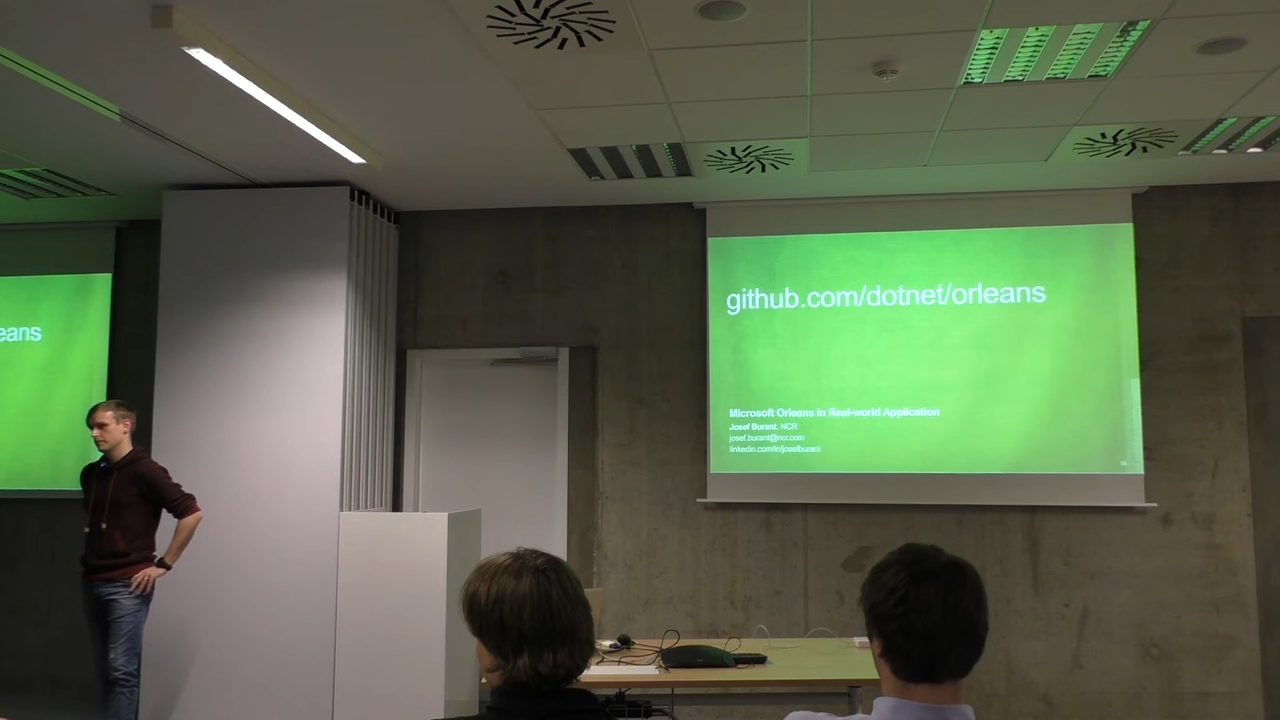 github.com/dotnet/orleans
Microsoft Orleans in Real-world Application
Josef Burant, NCR
josef.burant@ncr.com
linkedin.com/in/josefburant
eans